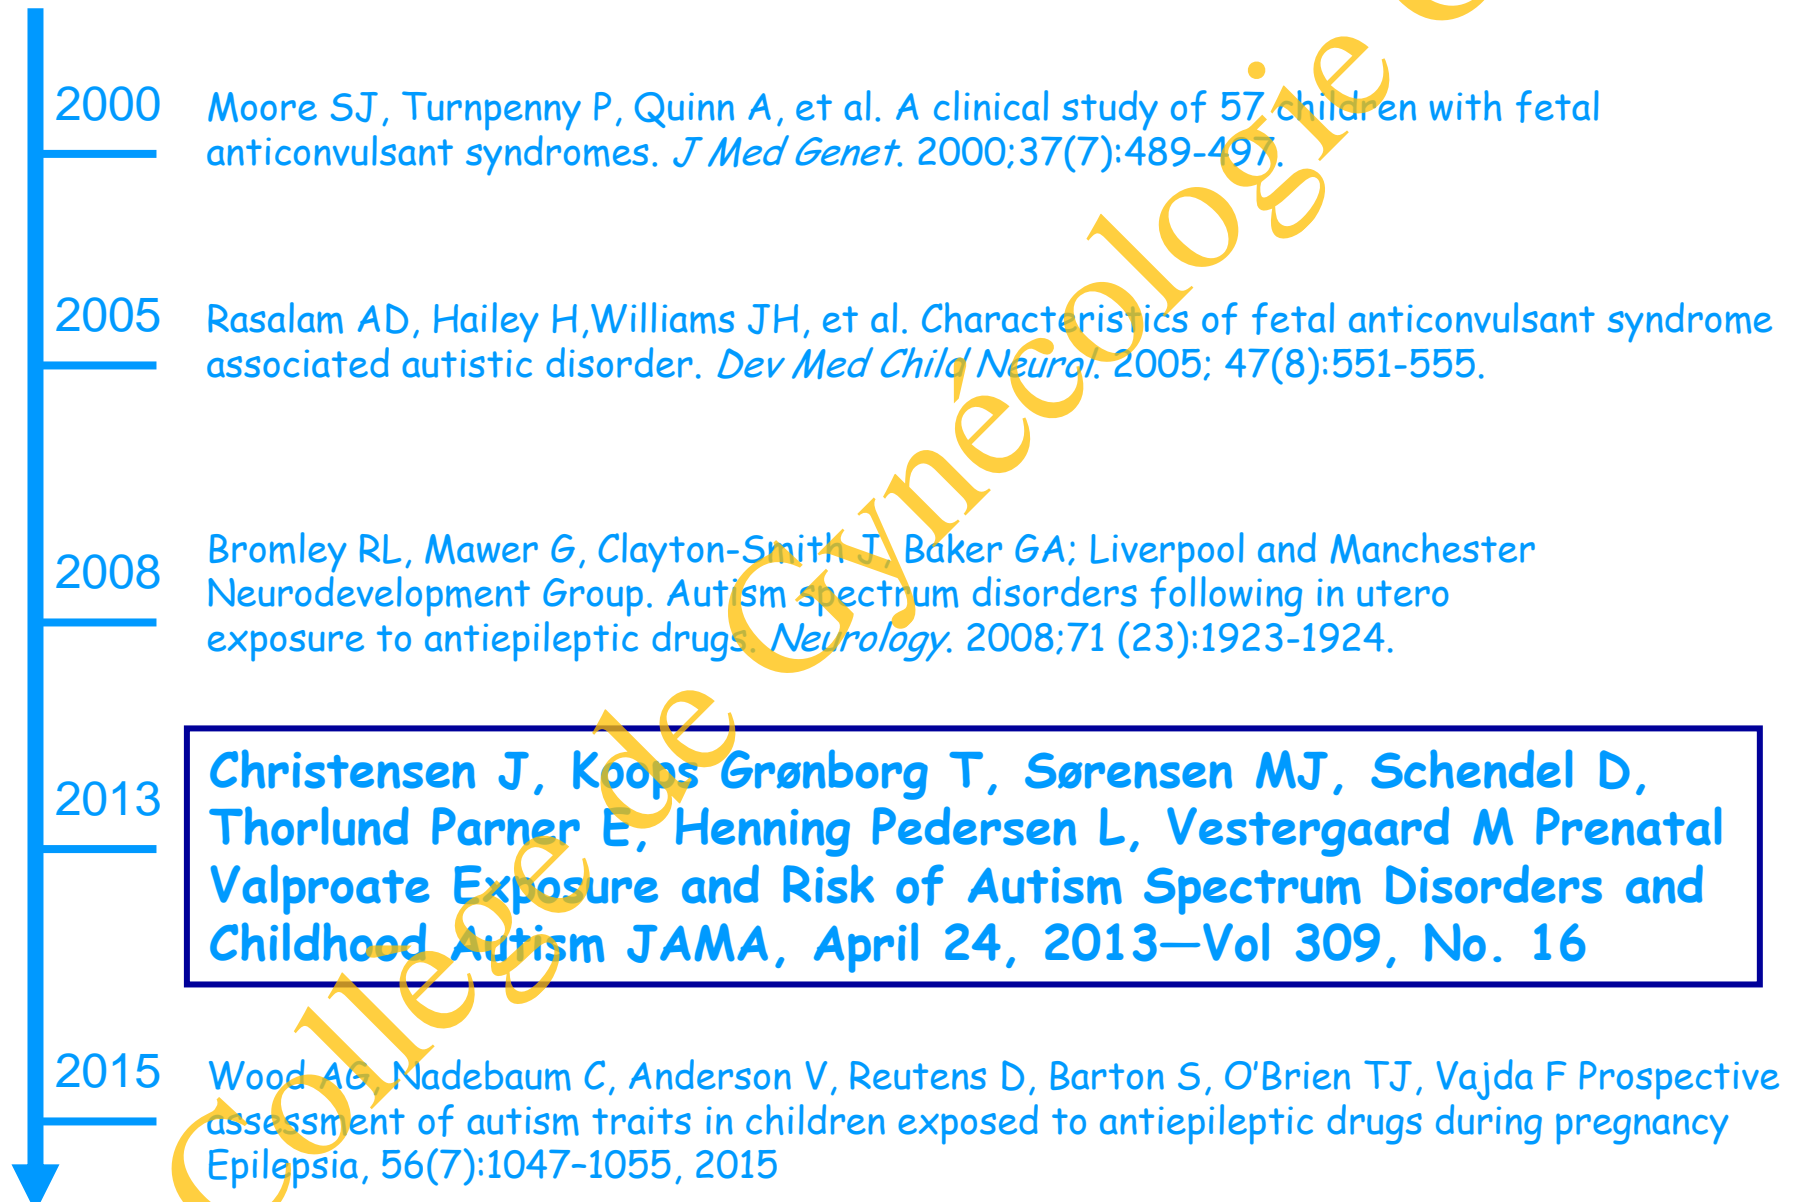 2000
Moore SJ, Turnpenny P, Quinn A, et al. A clinical study of 57 children with fetal
anticonvulsant syndromes. J Med Genet. 2000;37(7):489-497.
2005
Rasalam AD, Hailey H,Williams JH, et al. Characteristics of fetal anticonvulsant syndrome
associated autistic disorder. Dev Med Child Neurol. 2005; 47(8):551-555.
2008
Bromley RL, Mawer G, Clayton-Smith J, Baker GA; Liverpool and Manchester
Neurodevelopment Group. Autism spectrum disorders following in utero
exposure to antiepileptic drugs. Neurology. 2008;71 (23):1923-1924.
2013
Christensen J, Koops Grønborg T, Sørensen MJ, Schendel D,
Thorlund Parner E, Henning Pedersen L, Vestergaard M Prenatal
Valproate Exposure and Risk of Autism Spectrum Disorders and
Childhood Autism JAMA, April 24, 2013—Vol 309, No. 16
2015
Wood AG, Nadebaum C, Anderson V, Reutens D, Barton S, O'Brien TJ, Vajda F Prospective
assessment of autism traits in children exposed to antiepileptic drugs during pregnancy
Epilepsia, 56(7):1047–1055, 2015
College de Gynécologie